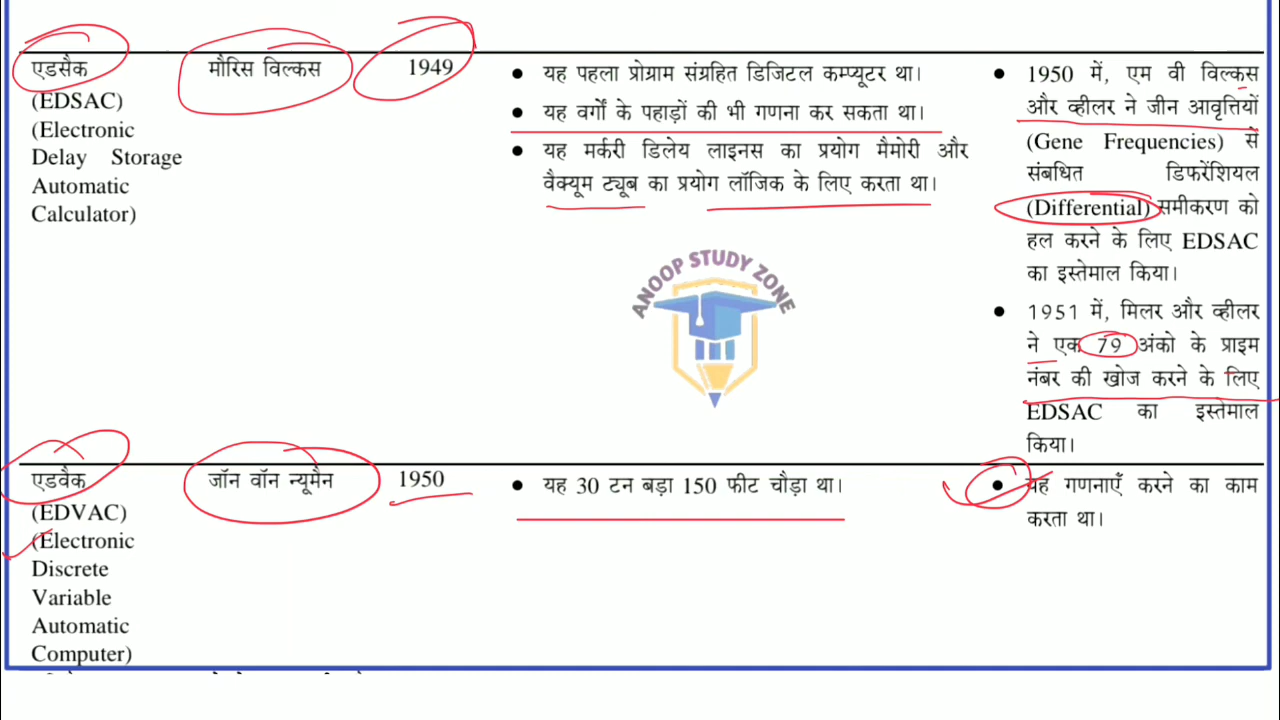 एडसैक
(EDSAC)
(Electronic
Delay Storage
Automatic
Calculator)
मौरिस विल्कस
1949
● यह पहला प्रोग्राम संग्रहित डिजिटल कम्प्यूटर था।
● यह वर्गों के पहाड़ों की भी गणना कर सकता था।
● यह मर्करी डिलेय लाइनस का प्रयोग मैमोरी और
वैक्यूम ट्यूब का प्रयोग लॉजिक के लिए करता था।
● 1950 में, एम वी विल्कस
और व्हीलर ने जीन आवृत्तियों
(Gene Frequencies) से
संबधित डिफरेंशियल
(Differential) समीकरण को
हल करने के लिए EDSAC
का इस्तेमाल किया।
● 1951 में, मिलर और व्हीलर
ने एक 79 अंको के प्राइम
नंबर की खोज करने के लिए
EDSAC का इस्तेमाल
किया।
ANOOP STUDY ZONE
एडवैक
(EDVAC)
(Electronic
Discrete
Variable
Automatic
Computer)
जॉन वॉन न्यूमैन
1950
● यह 30 टन बड़ा 150 फीट चौड़ा था।
● यह गणनाएँ करने का काम
करता था।